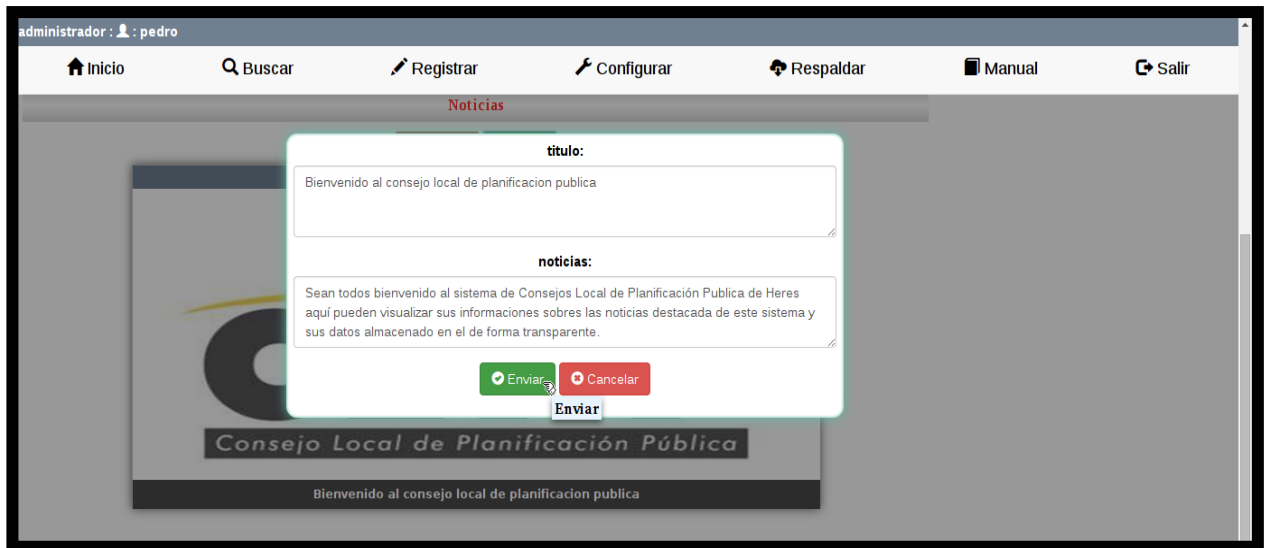 administrador : : pedro
Inicio Buscar Registrar Configurar Respaldar Manual Salir
Noticias
titulo:
Bienvenido al consejo local de planificacion publica
noticias:
Sean todos bienvenido al sistema de Consejos Local de Planificación Publica de Heres
aquí pueden visualizar sus informaciones sobre las noticias destacada de este sistema y
sus datos almacenado en el de forma transparente.
Enviar Cancelar
Enviar
Consejo Local de Planificación Pública
Bienvenido al consejo local de planificacion publica